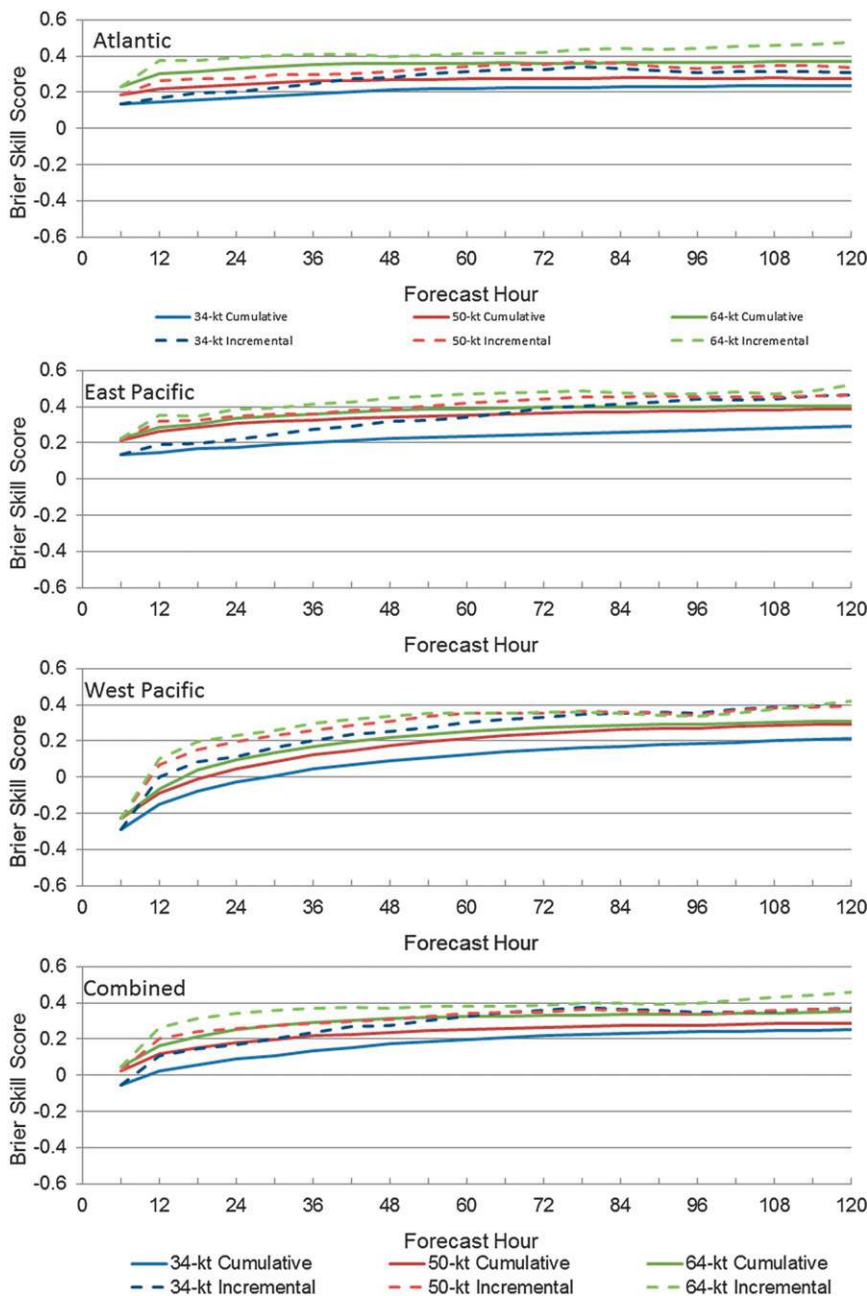 Atlantic
Brier Skill Score
0.6
0.4
0.2
0
-0.2
-0.4
-0.6
0 12 24 36 48 60 72 84 96 108 120
Forecast Hour
34-kt Cumulative 50-kt Cumulative 64-kt Cumulative
34-kt Incremental 50-kt Incremental 64-kt Incremental
East Pacific
Brier Skill Score
0.6
0.4
0.2
0
-0.2
-0.4
-0.6
0 12 24 36 48 60 72 84 96 108 120
Forecast Hour
West Pacific
Brier Skill Score
0.6
0.4
0.2
0
-0.2
-0.4
-0.6
0 12 24 36 48 60 72 84 96 108 120
Forecast Hour
Combined
Brier Skill Score
0.6
0.4
0.2
0
-0.2
-0.4
-0.6
0 12 24 36 48 60 72 84 96 108 120
Forecast Hour
34-kt Cumulative 50-kt Cumulative 64-kt Cumulative
34-kt Incremental 50-kt Incremental 64-kt Incremental